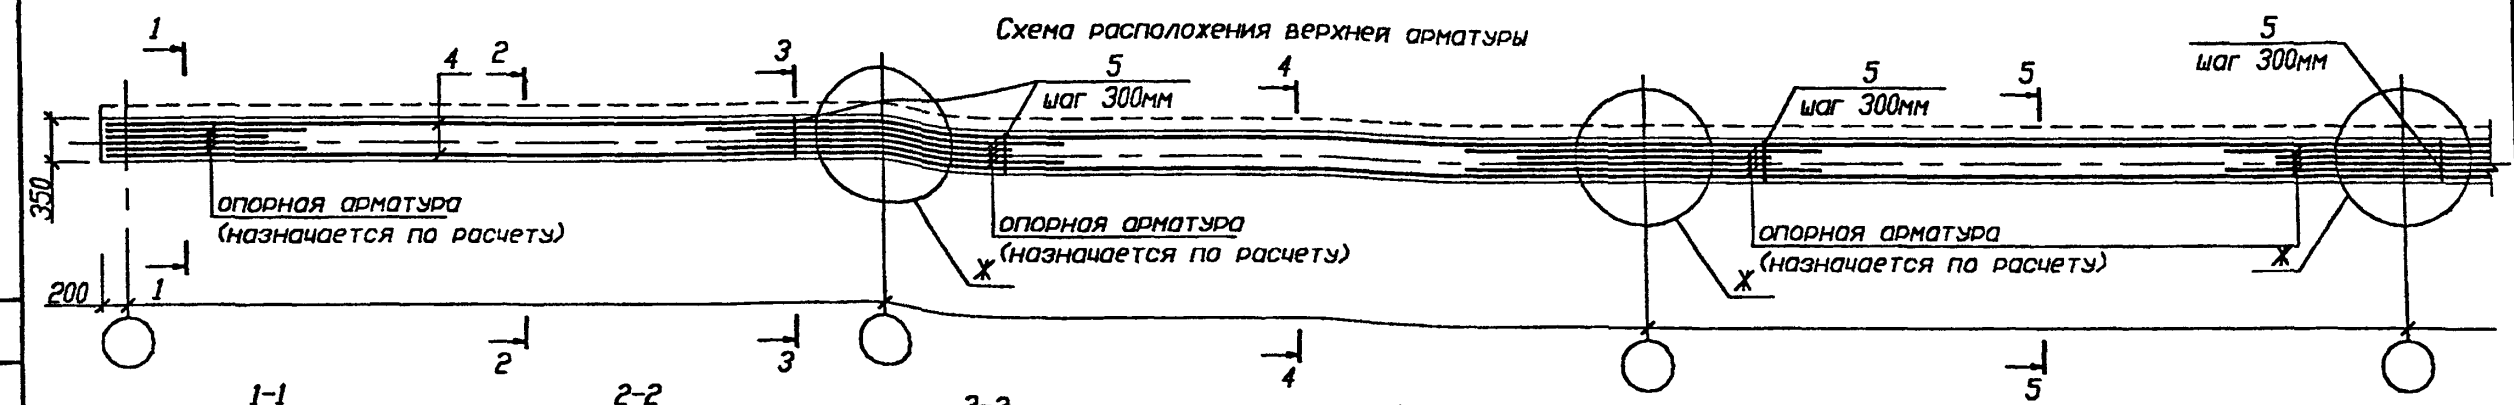 Схема расположения верхней арматуры
1
4
2
3
5
шаг 300мм
4
5
шаг 300мм
5
5
шаг 300мм
350
опорная арматура
(назначается по расчету)
опорная арматура
(назначается по расчету)
опорная арматура
(назначается по расчету)
Ж
Ж
Ж
200
1
2
3
4
5
1-1
2-2
3-3